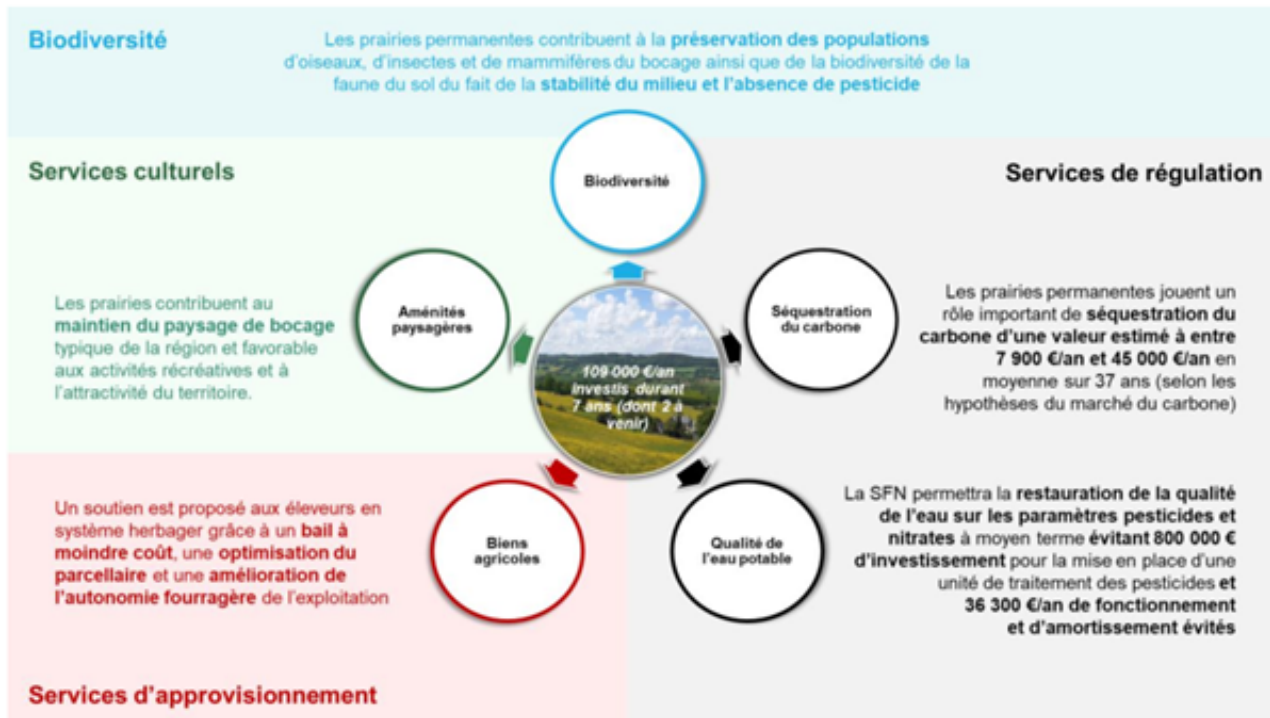 Biodiversité
Les prairies permanentes contribuent à la préservation des populations
d'oiseaux, d'insectes et de mammifères du bocage ainsi que de la biodiversité de la
faune du sol du fait de la stabilité du milieu et l'absence de pesticide
Services culturels
Services de régulation
Biodiversité
Aménités
paysagères
Séquestration
du carbone
Les prairies contribuent au
maintien du paysage de bocage
typique de la région et favorable
aux activités récréatives et à
l'attractivité du territoire.
109 000 €/an
investis durant
7 ans (dont 2 à
venir)
Les prairies permanentes jouent un
rôle important de séquestration du
carbone d'une valeur estimé à entre
7 900 €/an et 45 000 €/an en
moyenne sur 37 ans (selon les
hypothèses du marché du carbone)
Un soutien est proposé aux éleveurs en
système herbager grâce à un bail à
moindre coût, une optimisation du
parcellaire et une amélioration de
l'autonomie fourragère de l'exploitation
Biens
agricoles
Qualité de
l'eau potable
La SFN permettra la restauration de la qualité
de l'eau sur les paramètres pesticides et
nitrates à moyen terme évitant 800 000 €
d'investissement pour la mise en place d'une
unité de traitement des pesticides et
36 300 €/an de fonctionnement
et d'amortissement évités
Services d'approvisionnement